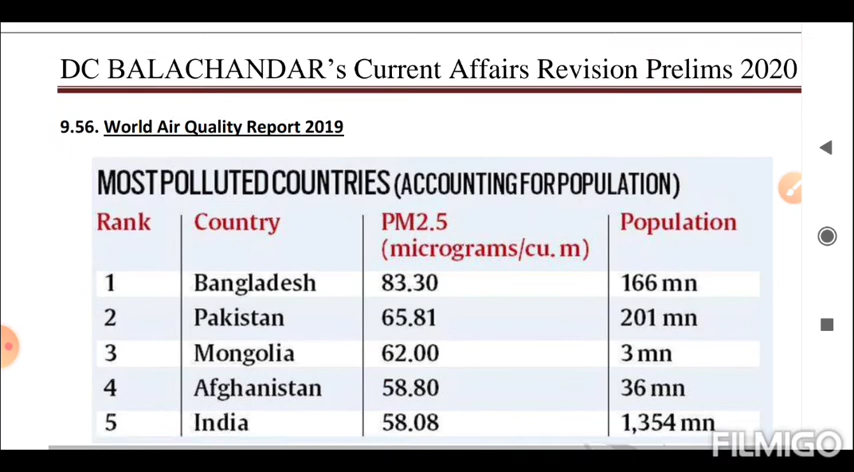 DC BALACHANDAR's Current Affairs Revision Prelims 2020
9.56. World Air Quality Report 2019
MOST POLLUTED COUNTRIES (ACCOUNTING FOR POPULATION)
Rank Country PM2.5 (micrograms/cu. m) Population
1 Bangladesh 83.30 166 mn
2 Pakistan 65.81 201 mn
3 Mongolia 62.00 3 mn
4 Afghanistan 58.80 36 mn
5 India 58.08 1,354 mn
FILMIGO